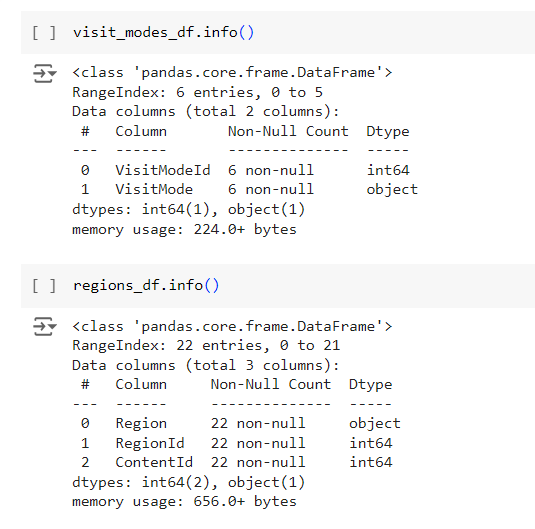 [ ] visit_modes_df.info()
<class 'pandas.core.frame.DataFrame'>
RangeIndex: 6 entries, 0 to 5
Data columns (total 2 columns):
 #   Column       Non-Null Count  Dtype
---  ------       --------------  -----
 0   VisitModeId  6 non-null      int64
 1   VisitMode    6 non-null      object
dtypes: int64(1), object(1)
memory usage: 224.0+ bytes
[ ] regions_df.info()
<class 'pandas.core.frame.DataFrame'>
RangeIndex: 22 entries, 0 to 21
Data columns (total 3 columns):
 #   Column     Non-Null Count  Dtype
---  ------     --------------  -----
 0   Region     22 non-null     object
 1   RegionId   22 non-null     int64
 2   ContentId  22 non-null     int64
dtypes: int64(2), object(1)
memory usage: 656.0+ bytes